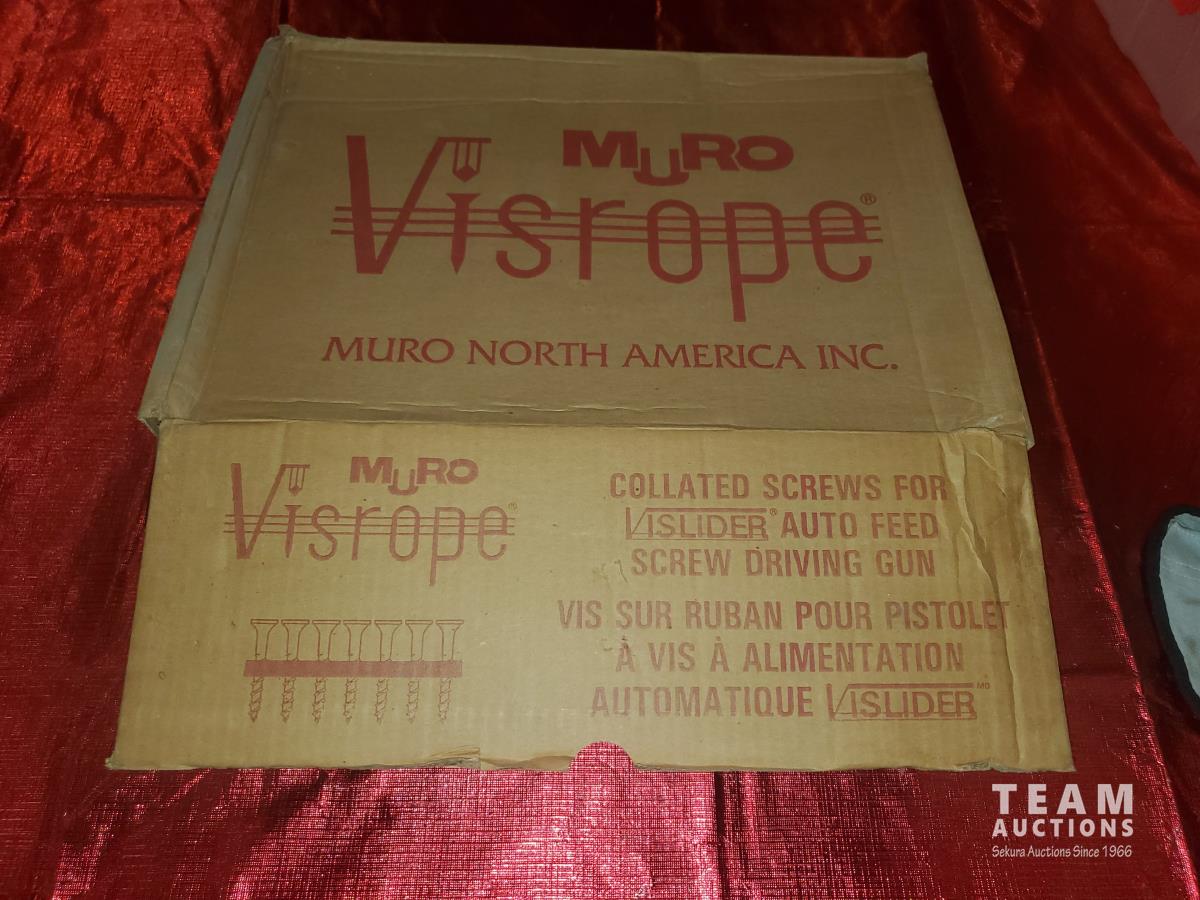 MURO
Visrope®
MURO NORTH AMERICA INC.
MURO
Visrope®
COLLATED SCREWS FOR
VISLIDER® AUTO FEED
SCREW DRIVING GUN
VIS SUR RUBAN POUR PISTOLET
À VIS À ALIMENTATION
AUTOMATIQUE VISLIDER MD
TEAM
AUCTIONS
Sekura Auctions Since 1966